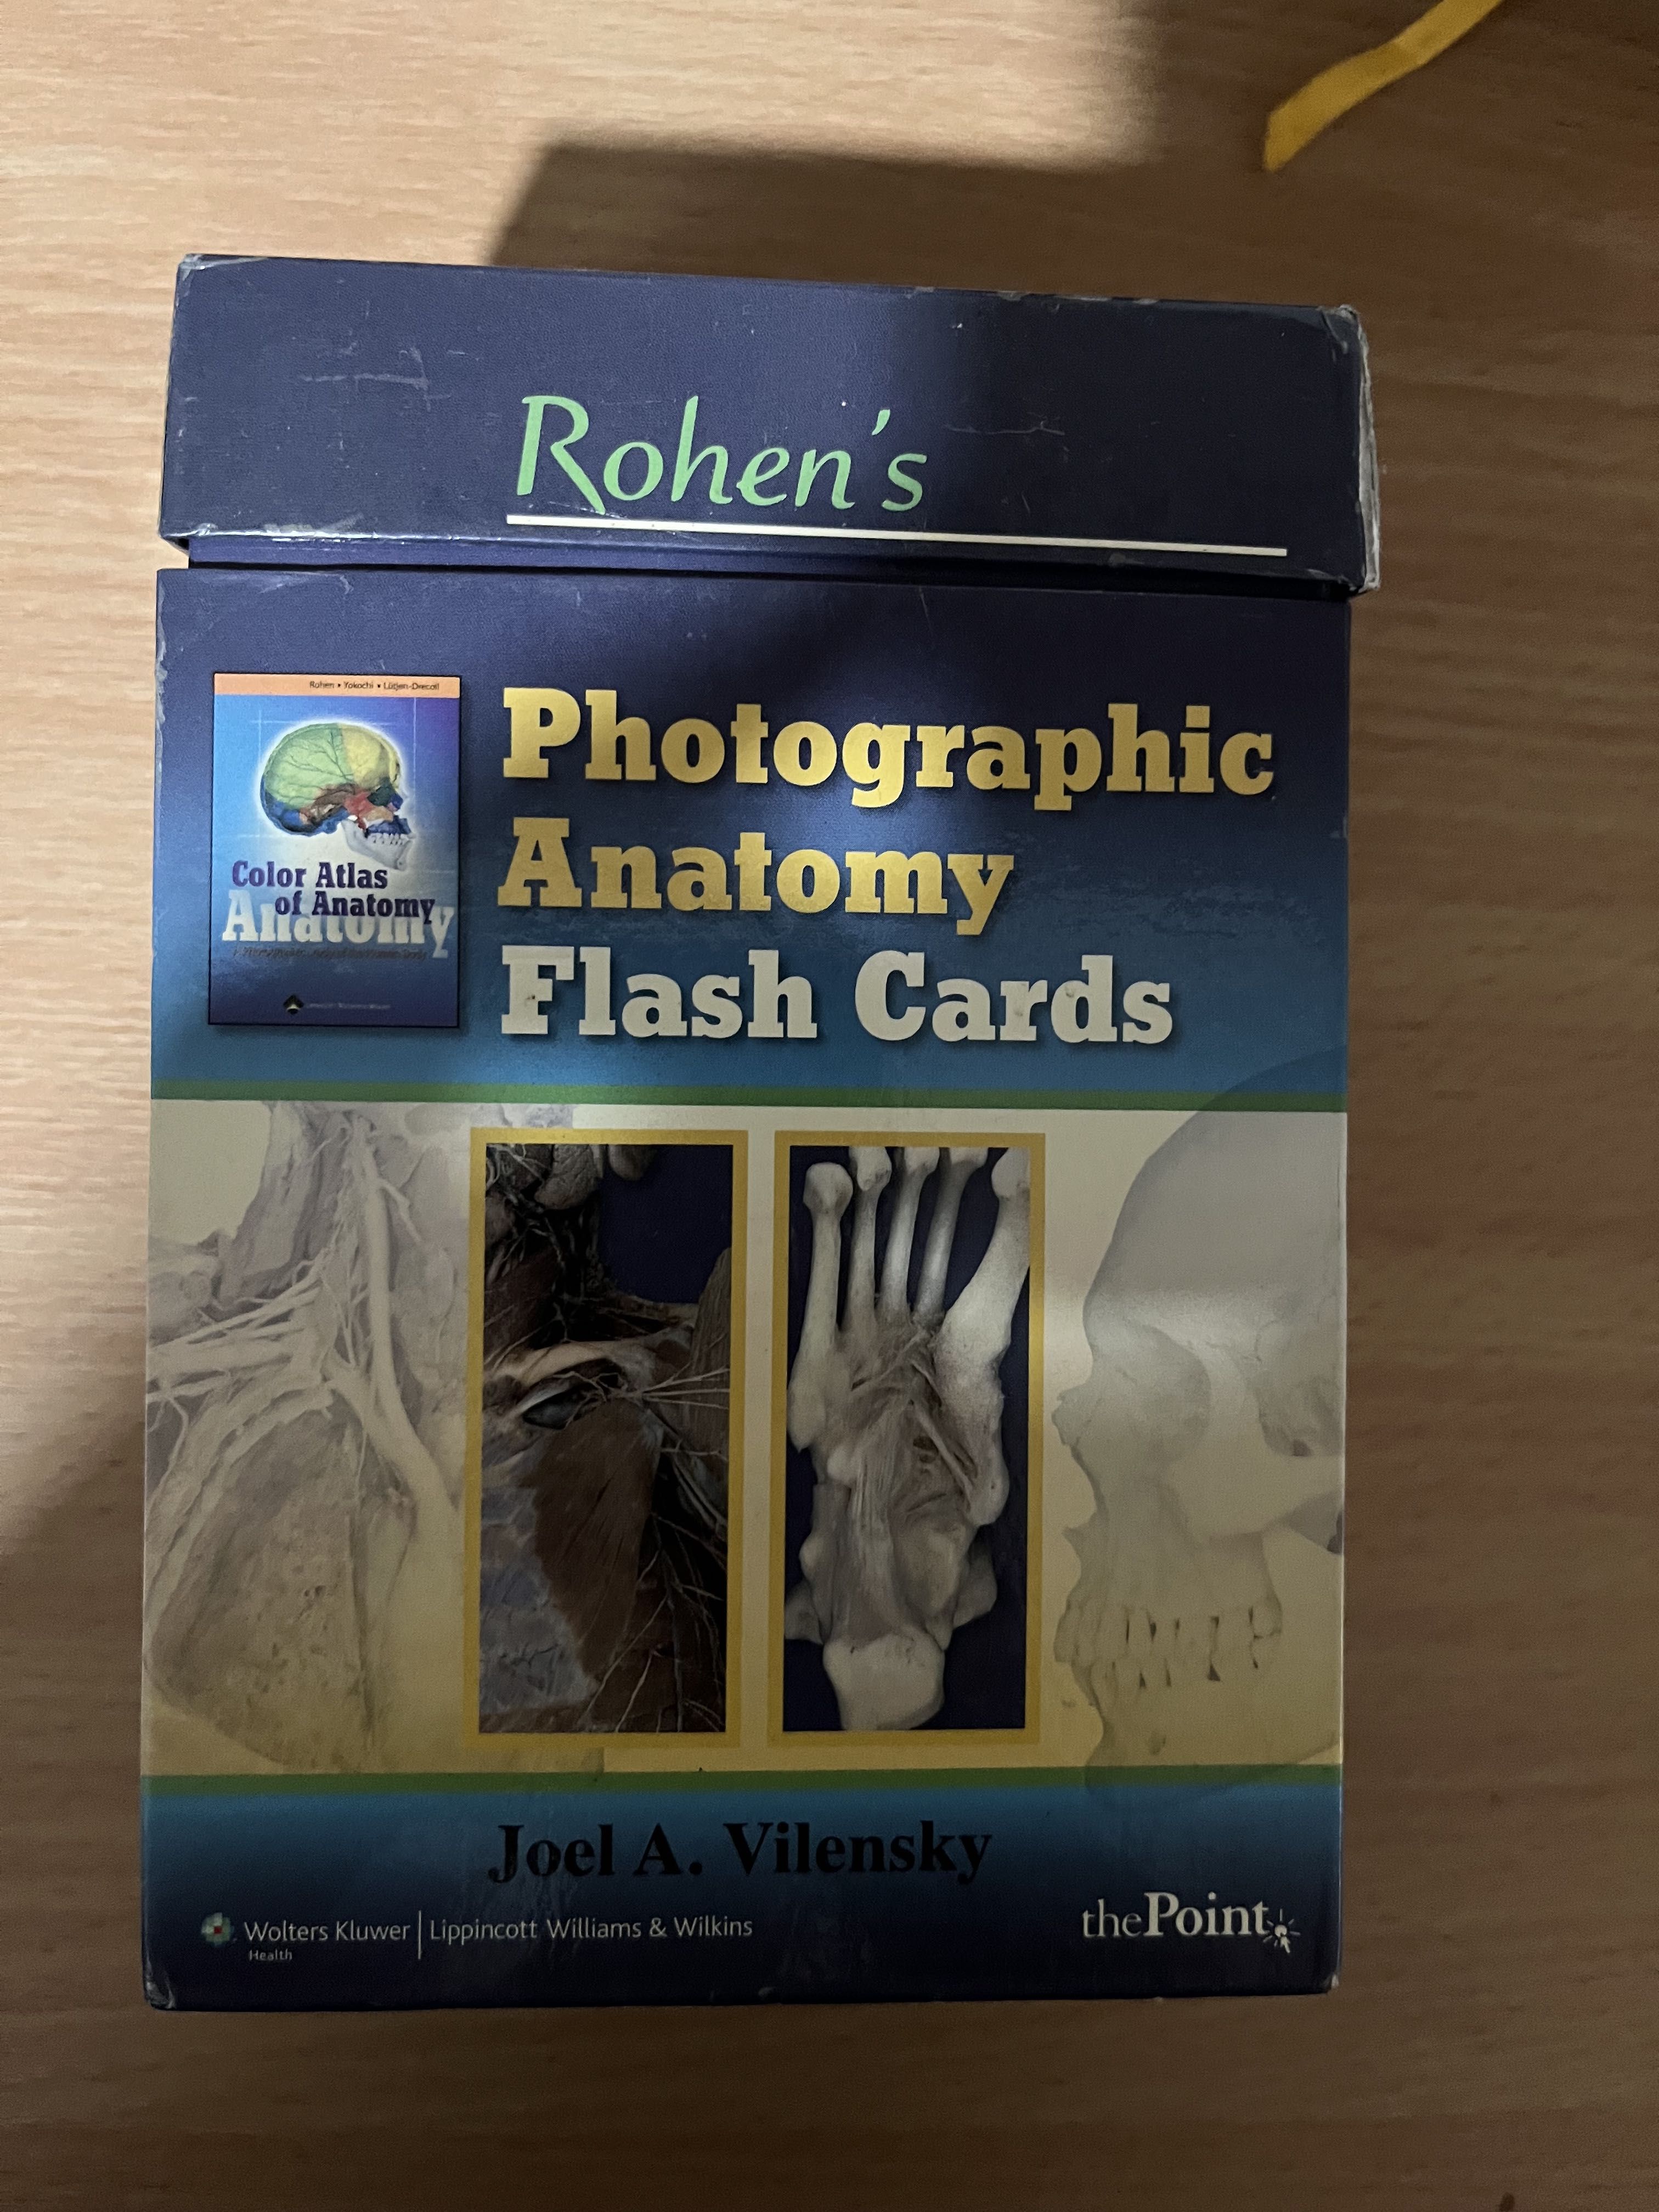 Rohen's
Rohen • Yokochi • Lütjen-Drecoll
Color Atlas
of Anatomy
Anatomy
Photographic
Anatomy
Flash Cards
Joel A. Vilensky
Wolters Kluwer | Lippincott Williams & Wilkins
Health
thePoint